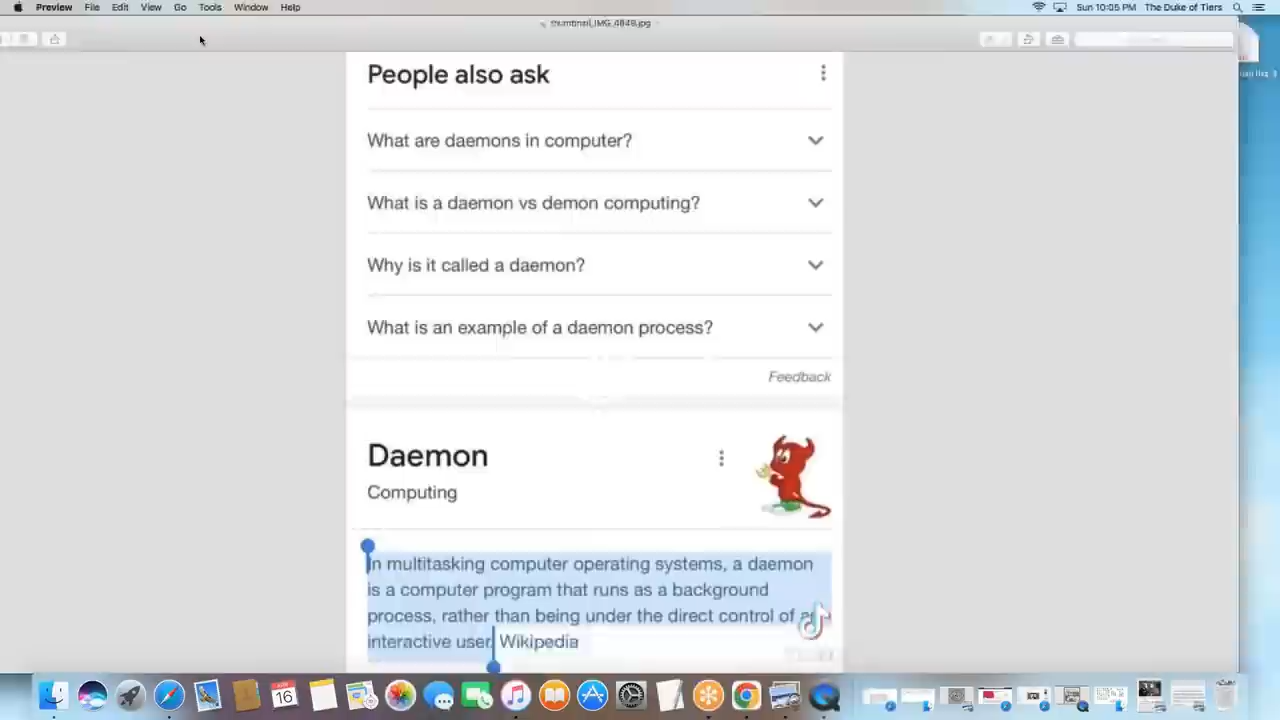 Preview File Edit View Go Tools Window Help
Sun 10:05 PM The Duke of Tiers
thumbnail_IMG_4849.jpg
People also ask
What are daemons in computer?
What is a daemon vs demon computing?
Why is it called a daemon?
What is an example of a daemon process?
Feedback
Daemon
Computing
In multitasking computer operating systems, a daemon
is a computer program that runs as a background
process, rather than being under the direct control of an
interactive user. Wikipedia
16